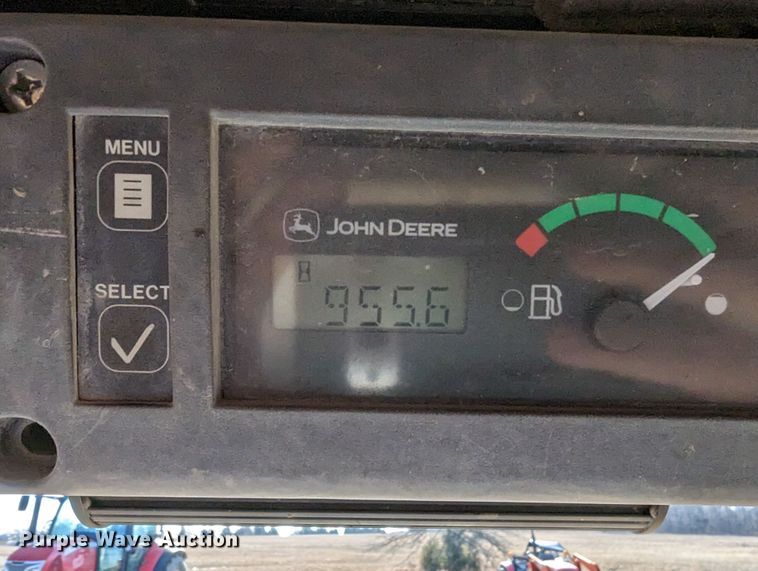 MENU
JOHN DEERE
SELECT
955.6
Purple Wave Auction